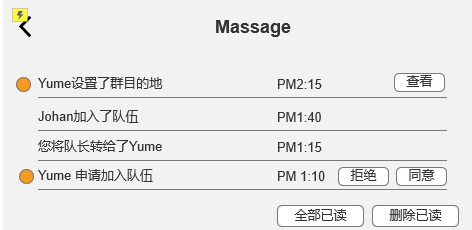 Massage
Yume设置了群目的地 PM2:15 查看
Johan加入了队伍 PM1:40
您将队长转给了Yume PM1:15
Yume 申请加入队伍 PM 1:10 拒绝 同意
全部已读 删除已读